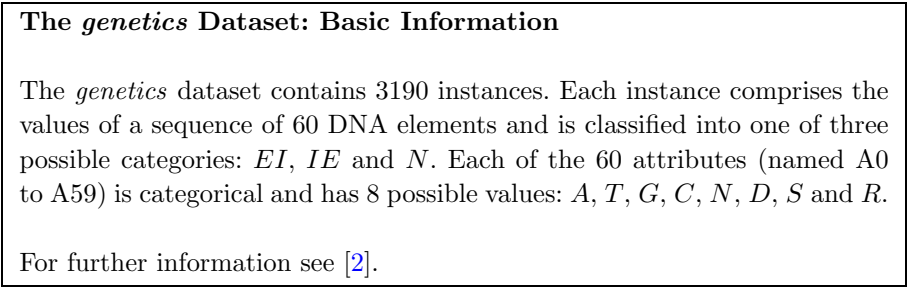 The genetics Dataset: Basic Information
The genetics dataset contains 3190 instances. Each instance comprises the
values of a sequence of 60 DNA elements and is classified into one of three
possible categories: EI, IE and N. Each of the 60 attributes (named A0
to A59) is categorical and has 8 possible values: A, T, G, C, N, D, S and R.
For further information see [2].